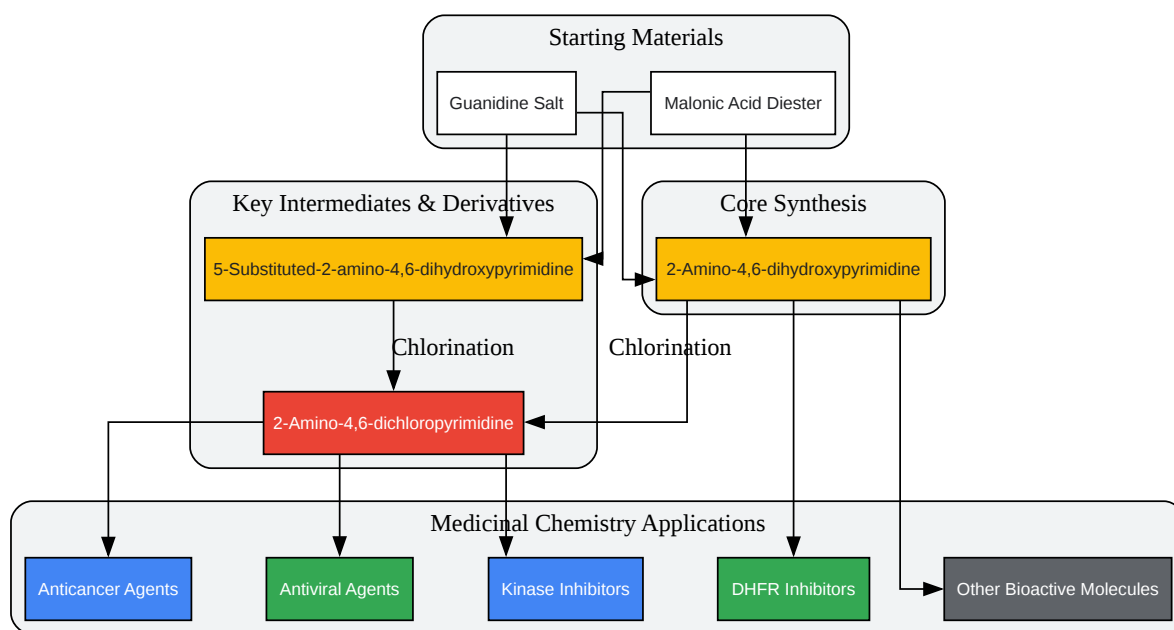 Starting Materials
Guanidine Salt
Malonic Acid Diester
Key Intermediates & Derivatives
Core Synthesis
5-Substituted-2-amino-4,6-dihydroxypyrimidine
2-Amino-4,6-dihydroxypyrimidine
Chlorination
Chlorination
2-Amino-4,6-dichloropyrimidine
Medicinal Chemistry Applications
Anticancer Agents
Antiviral Agents
Kinase Inhibitors
DHFR Inhibitors
Other Bioactive Molecules